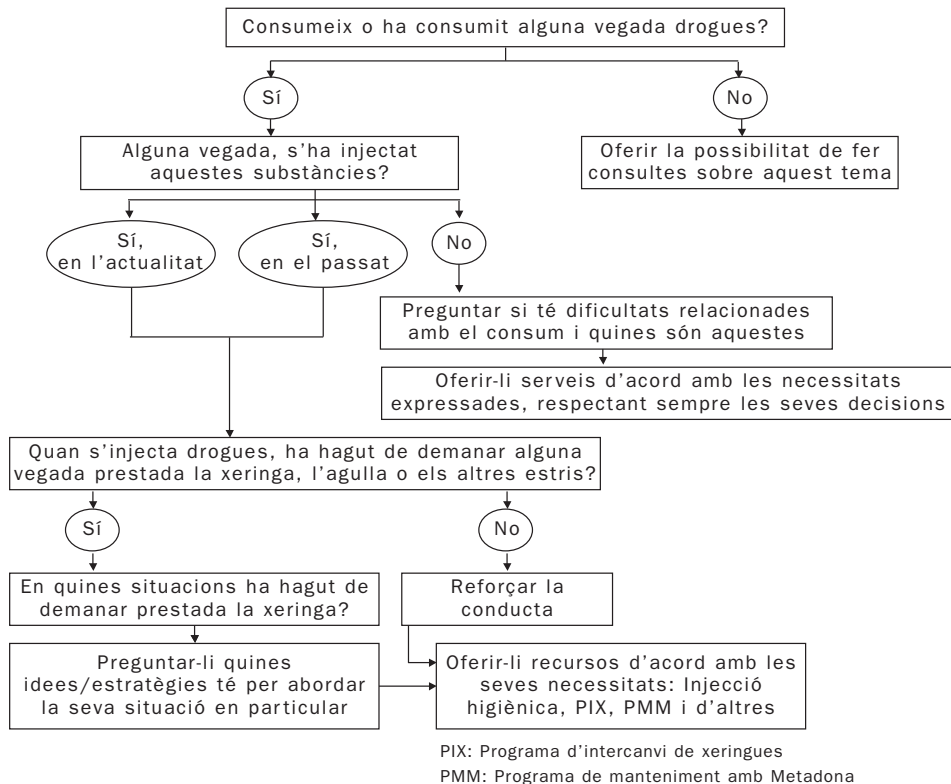 Consumeix o ha consumit alguna vegada drogues?
Sí
No
Alguna vegada, s’ha injectat
aquestes substàncies?
Oferir la possibilitat de fer
consultes sobre aquest tema
Sí,
en l’actualitat
Sí,
en el passat
No
Preguntar si té dificultats relacionades
amb el consum i quines són aquestes
Oferir-li serveis d’acord amb les necessitats
expressades, respectant sempre les seves decisions
Quan s’injecta drogues, ha hagut de demanar alguna
vegada prestada la xeringa, l’agulla o els altres estris?
Sí
No
En quines situacions ha hagut de
demanar prestada la xeringa?
Reforçar la
conducta
Preguntar-li quines
idees/estratègies té per abordar
la seva situació en particular
Oferir-li recursos d’acord amb les
seves necessitats: Injecció
higiènica, PIX, PMM i d’altres
PIX: Programa d’intercanvi de xeringues
PMM: Programa de manteniment amb Metadona